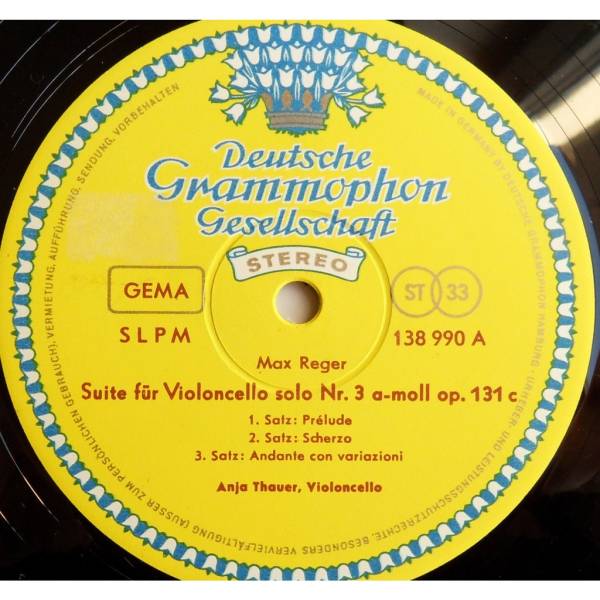 Deutsche
Grammophon
Gesellschaft
STEREO
GEMA
ST 33
SLPM
138 990 A
Max Reger
Suite für Violoncello solo Nr. 3 a-moll op. 131 c
1. Satz: Prélude
2. Satz: Scherzo
3. Satz: Andante con variazioni
Anja Thauer, Violoncello
MADE IN GERMANY BY DEUTSCHE GRAMMOPHON HAMBURG · URHEBER- UND LEISTUNGSSCHUTZRECHTE, BESONDERS VERVIELFÄLTIGUNG (AUSSER ZUM PERSÖNLICHEN GEBRAUCH), VERMIETUNG, AUFFÜHRUNG, SENDUNG, VORBEHALTEN